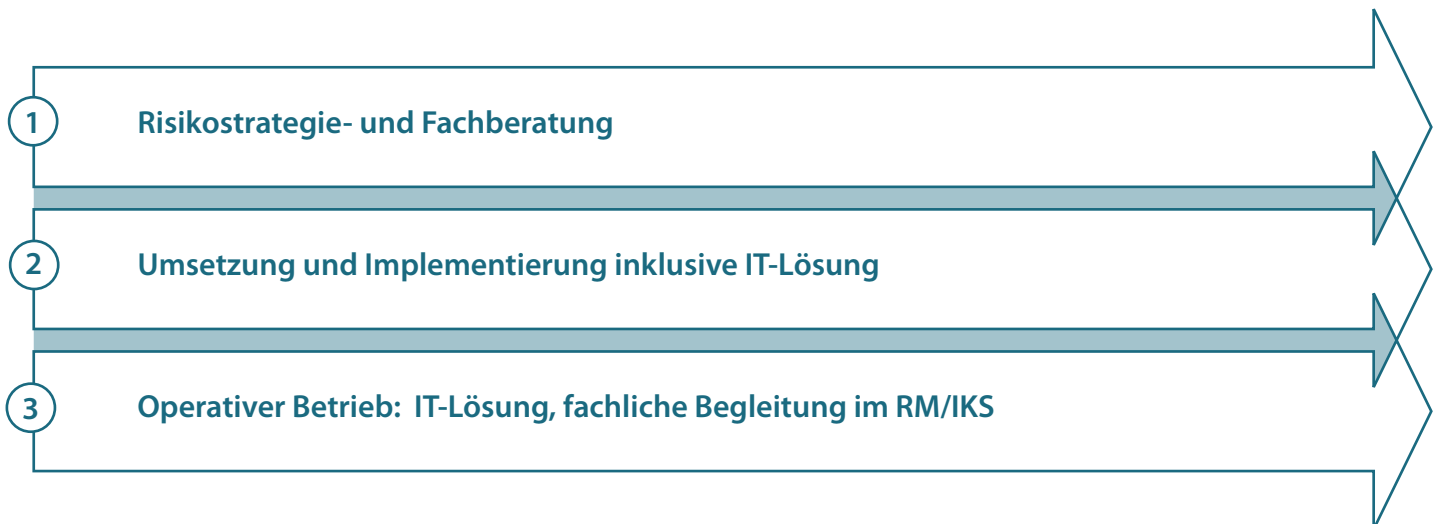 1 Risikostrategie- und Fachberatung
2 Umsetzung und Implementierung inklusive IT-Lösung
3 Operativer Betrieb: IT-Lösung, fachliche Begleitung im RM/IKS